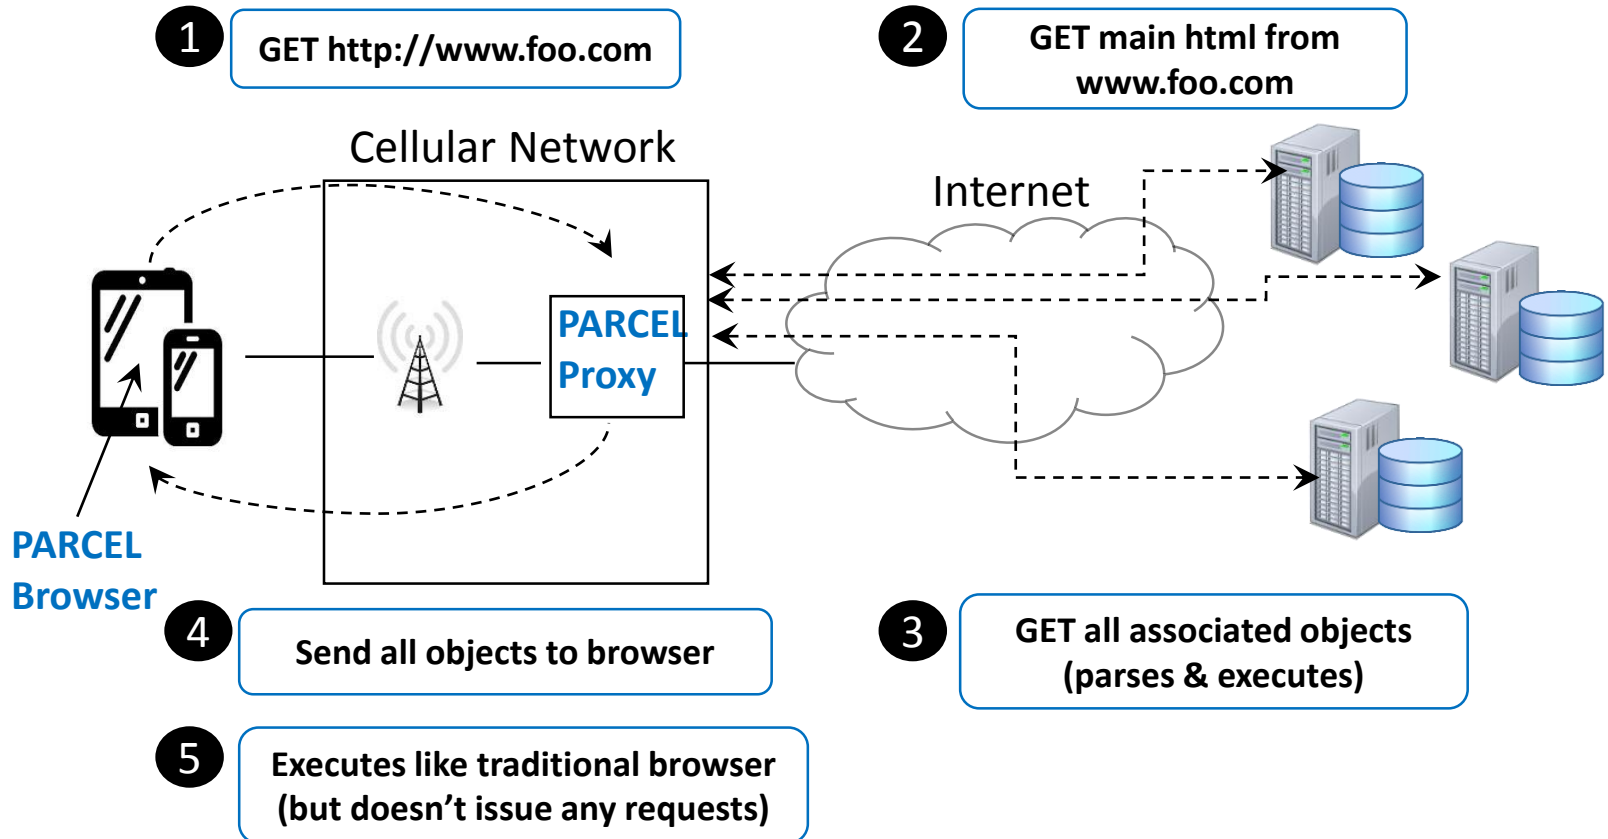 1
GET http://www.foo.com
2
GET main html from
www.foo.com
Cellular Network
Internet
PARCEL
Proxy
PARCEL
Browser
4
Send all objects to browser
3
GET all associated objects
(parses & executes)
5
Executes like traditional browser
(but doesn’t issue any requests)